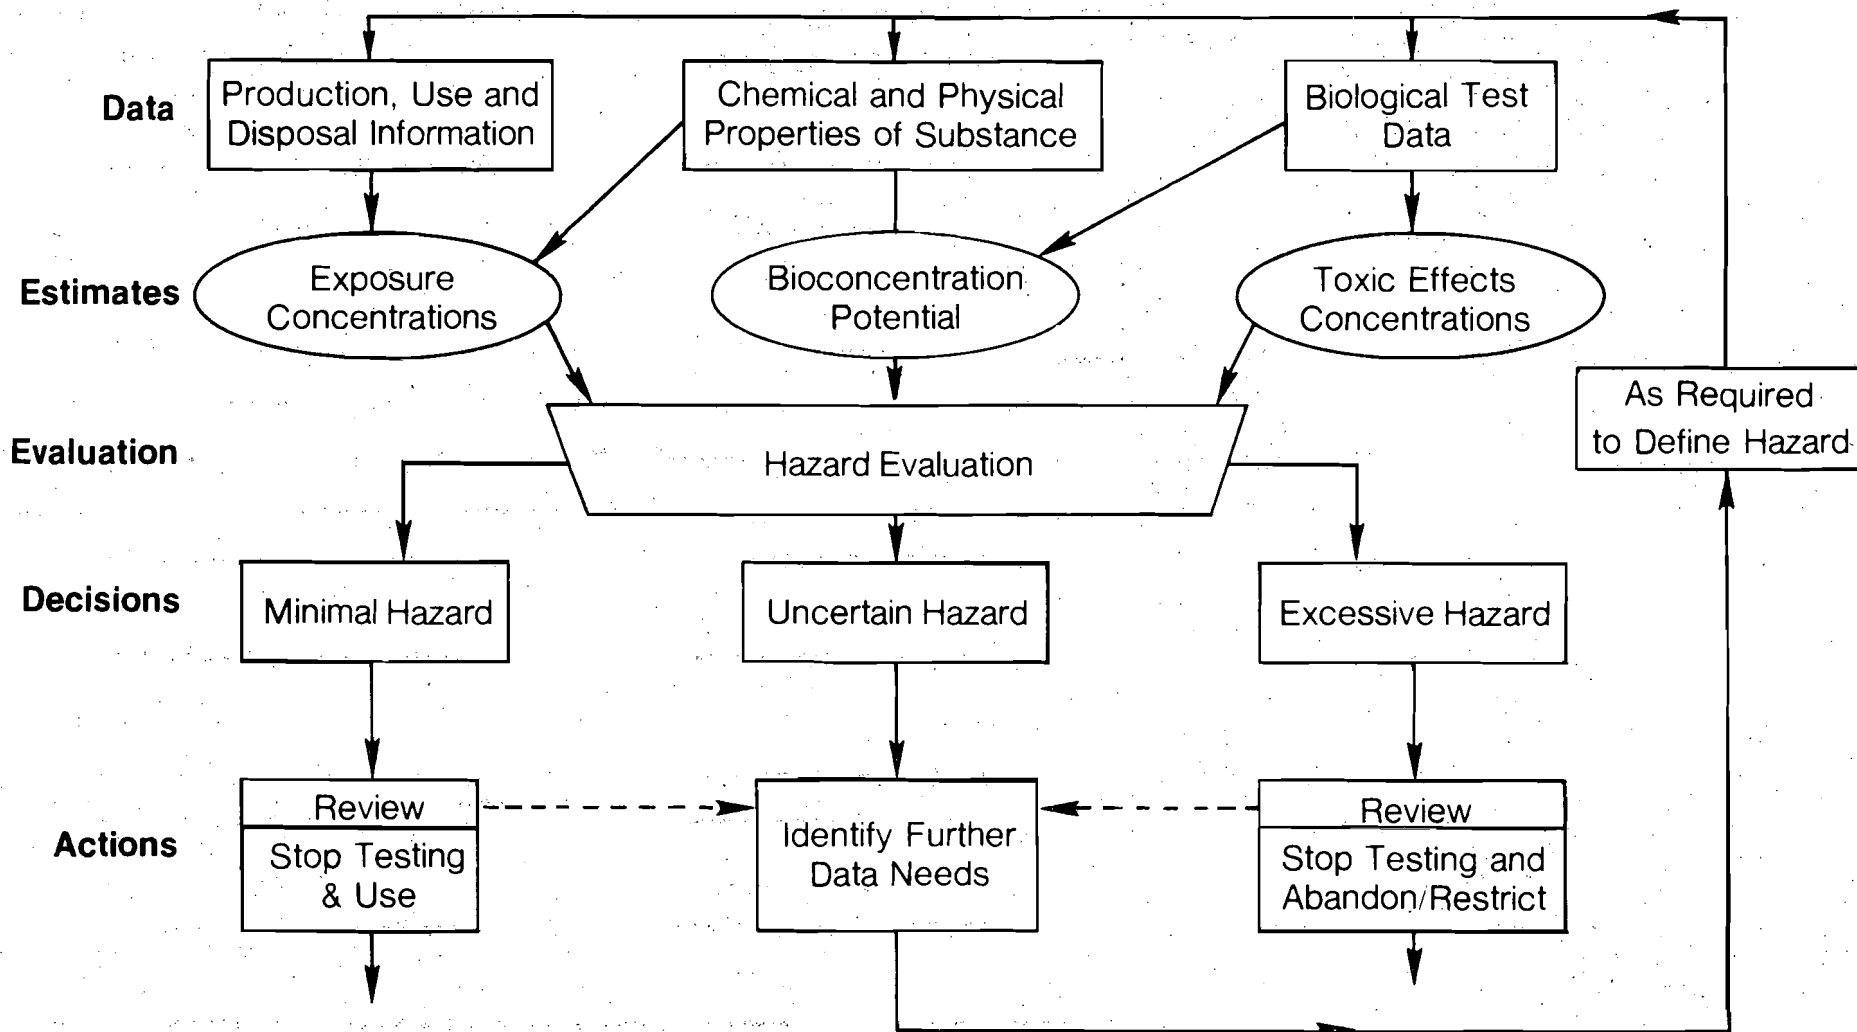 Data
Production, Use and
Disposal Information
Chemical and Physical
Properties of Substance
Biological Test
Data
Estimates
Exposure
Concentrations
Bioconcentration
Potential
Toxic Effects
Concentrations
As Required
to Define Hazard
Evaluation
Hazard Evaluation
Decisions
Minimal Hazard
Uncertain Hazard
Excessive Hazard
Actions
Review
Stop Testing
& Use
Identify Further
Data Needs
Review
Stop Testing and
Abandon/Restrict